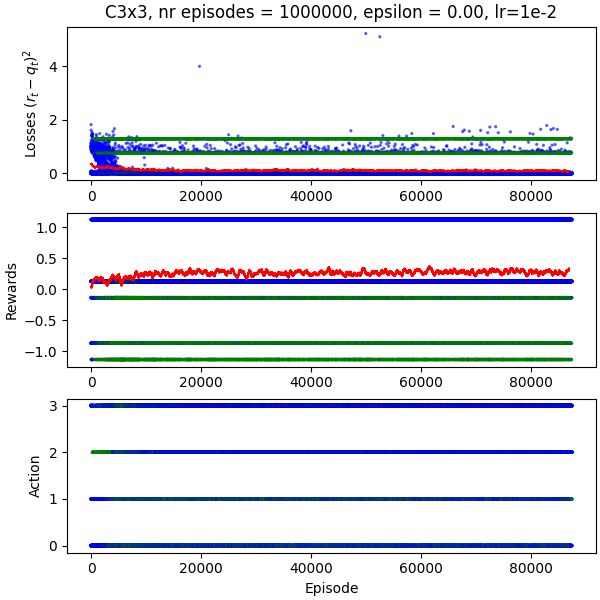 C3x3, nr episodes = 1000000, epsilon = 0.00, lr=1e-2
Losses (r_t − q_t)^2
4
2
0
0 20000 40000 60000 80000
Rewards
1.0
0.5
0.0
−0.5
−1.0
0 20000 40000 60000 80000
Action
3
2
1
0
0 20000 40000 60000 80000
Episode